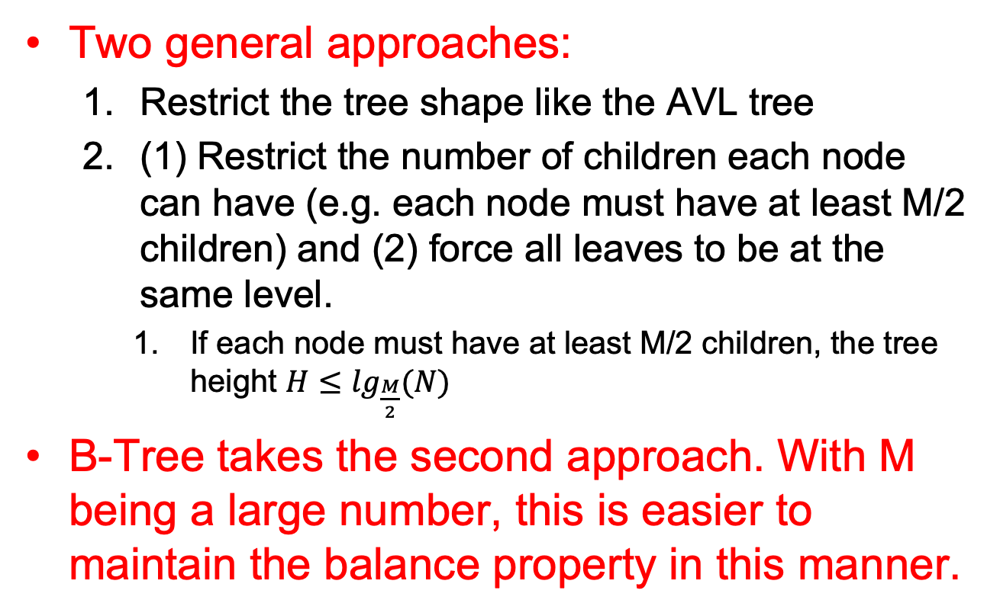 • Two general approaches:
1. Restrict the tree shape like the AVL tree
2. (1) Restrict the number of children each node
can have (e.g. each node must have at least M/2
children) and (2) force all leaves to be at the
same level.
1. If each node must have at least M/2 children, the tree
height H ≤ lg_{M/2}(N)
• B-Tree takes the second approach. With M
being a large number, this is easier to
maintain the balance property in this manner.